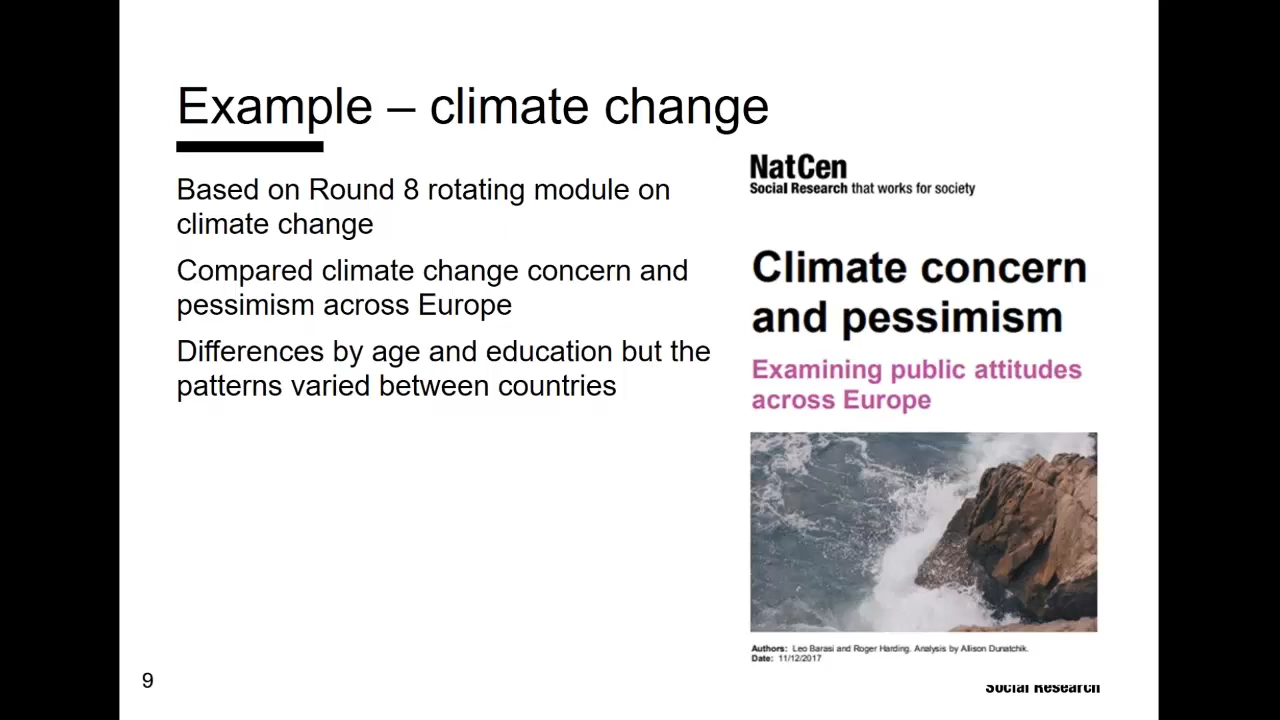 Example – climate change
Based on Round 8 rotating module on
climate change
Compared climate change concern and
pessimism across Europe
Differences by age and education but the
patterns varied between countries
NatCen
Social Research that works for society
Climate concern
and pessimism
Examining public attitudes
across Europe
Authors: Leo Barasi and Roger Harding. Analysis by Allison Dunatchik.
Date: 11/12/2017
9
Social Research